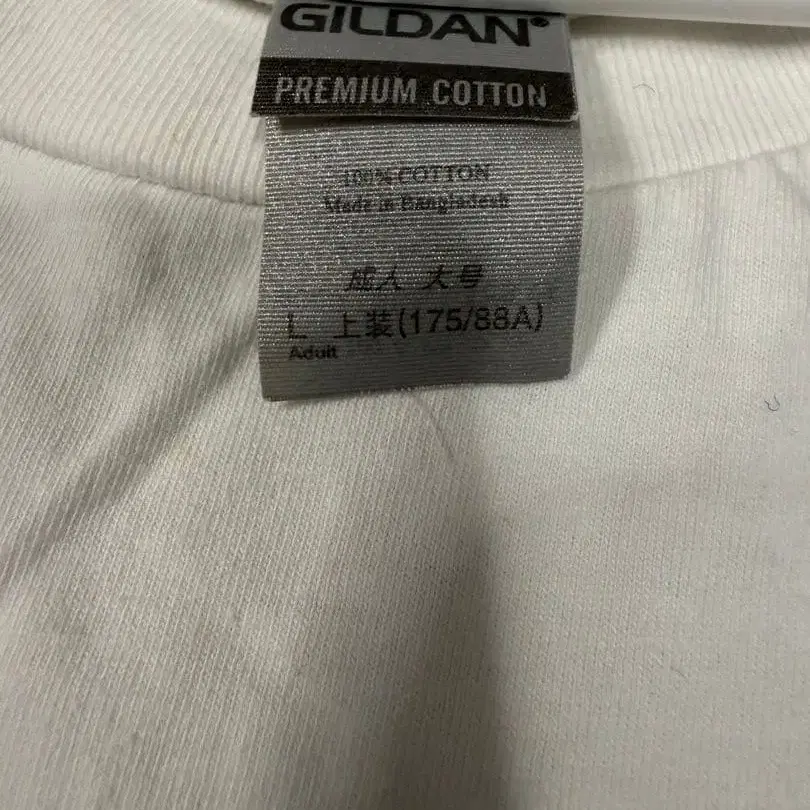 GILDAN®
PREMIUM COTTON
100% COTTON
Made in Bangladesh
成人 大号
L 上装(175/88A)
Adult